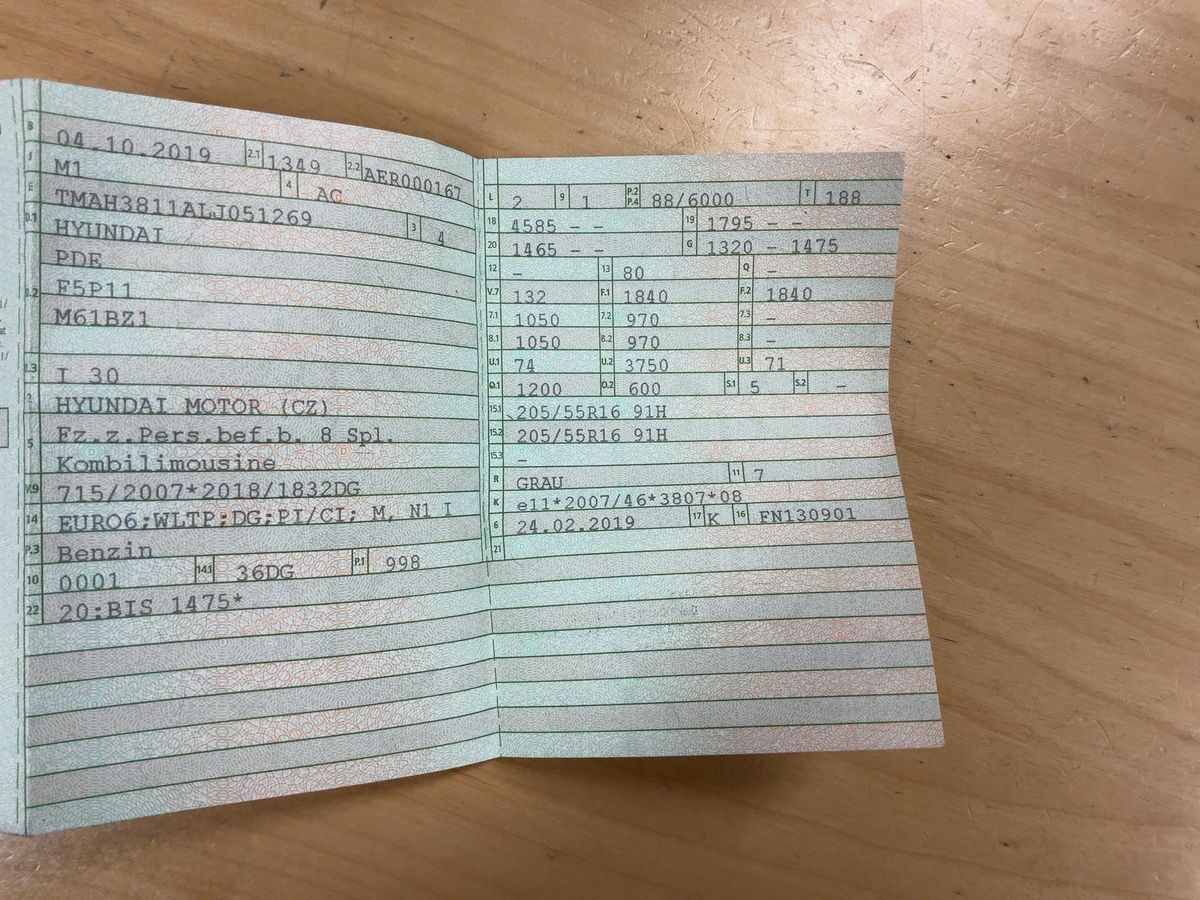 B 04.10.2019 2.1 1349 2.2 AER000167
J M1 4 AC
E TMAH3811ALJ051269 3 4
D.1 HYUNDAI
PDE
D.2 F5P11
M61BZ1
D.3 I 30
2 HYUNDAI MOTOR (CZ)
5 Fz.z.Pers.bef.b. 8 Spl.
Kombilimousine
V.9 715/2007*2018/1832DG
14 EURO6;WLTP;DG;PI/CI; M, N1 I
P.3 Benzin
10 0001 14.1 36DG P.1 998
22 20:BIS 1475*
L 2 9 1 P.2 P.4 88/6000 T 188
18 4585 - - 19 1795 - -
20 1465 - - G 1320 - 1475
12 - 13 80 Q -
V.7 132 F.1 1840 F.2 1840
7.1 1050 7.2 970 7.3 -
8.1 1050 8.2 970 8.3 -
U.1 74 U.2 3750 U.3 71
O.1 1200 O.2 600 S.1 5 S.2 -
15.1 205/55R16 91H
15.2 205/55R16 91H
15.3 -
R GRAU 11 7
K e11*2007/46*3807*08
6 24.02.2019 17 K 16 FN130901
21